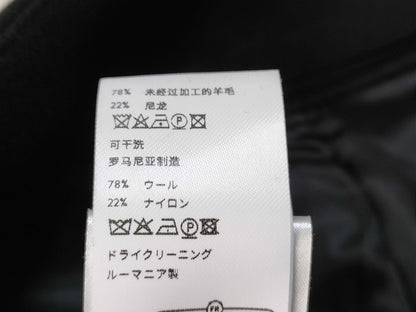 78% 未经过加工的羊毛
22% 尼龙
P
可干洗
罗马尼亚制造
78% ウール
22% ナイロン
P
ドライクリーニング
ルーマニア製
FR